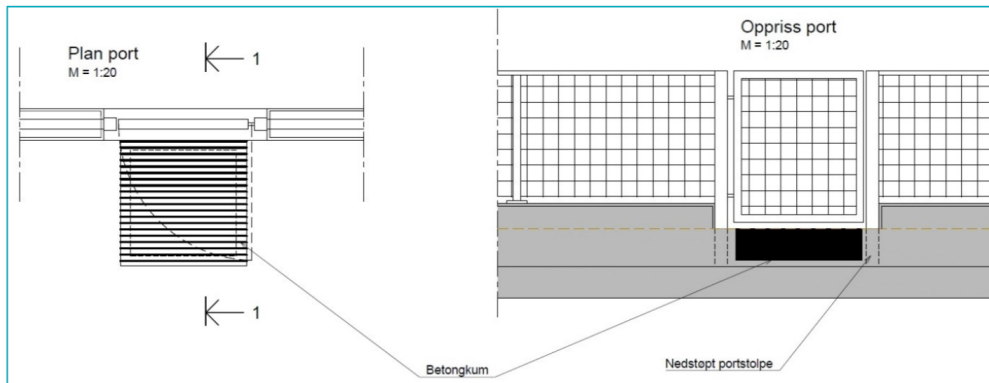 Plan port
M = 1:20
1
1
Betongkum
Oppriss port
M = 1:20
Nedstøpt portstolpe